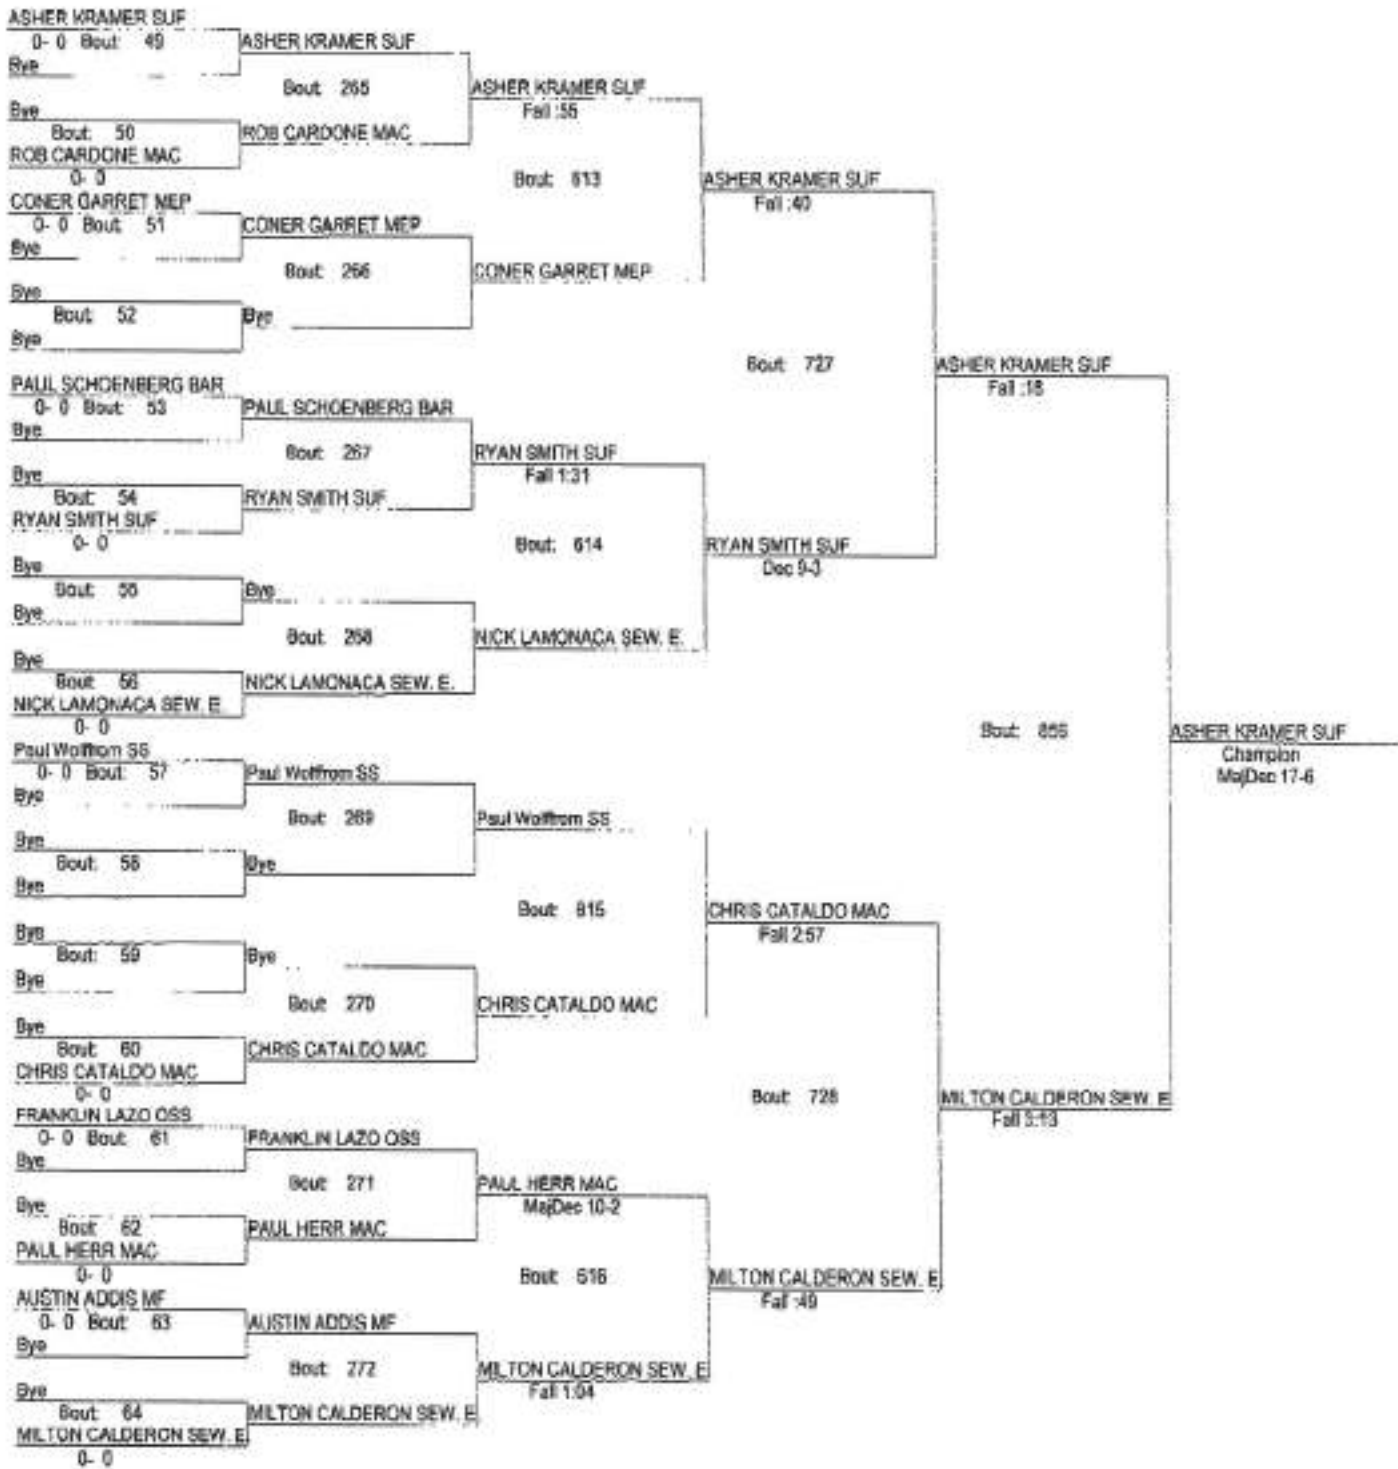 ASHER KRAMER SUF
0- 0 Bout: 49
Bye
ASHER KRAMER SUF
Bout: 265
Bye
Bout: 50
ROB CARDONE MAC
0- 0
ROB CARDONE MAC
ASHER KRAMER SUF
Fall :55
Bout: 613
CONER GARRET MEP
0- 0 Bout: 51
Bye
CONER GARRET MEP
Bout: 266
Bye
Bout: 52
Bye
Bye
CONER GARRET MEP
ASHER KRAMER SUF
Fall :40
Bout: 727
PAUL SCHOENBERG BAR
0- 0 Bout: 53
Bye
PAUL SCHOENBERG BAR
Bout: 267
Bye
Bout: 54
RYAN SMITH SUF
0- 0
RYAN SMITH SUF
RYAN SMITH SUF
Fall 1:31
Bout: 614
Bye
Bout: 55
Bye
Bye
Bout: 268
Bye
Bout: 56
NICK LAMONACA SEW. E.
0- 0
NICK LAMONACA SEW. E.
NICK LAMONACA SEW. E.
RYAN SMITH SUF
Dec 9-3
ASHER KRAMER SUF
Fall :18
Bout: 856
ASHER KRAMER SUF
Champion
MajDec 17-6
Paul Wolffrom SS
0- 0 Bout: 57
Bye
Paul Wolffrom SS
Bout: 269
Bye
Bout: 58
Bye
Bye
Paul Wolffrom SS
Bout: 615
Bye
Bout: 59
Bye
Bye
Bout: 270
Bye
Bout: 60
CHRIS CATALDO MAC
0- 0
CHRIS CATALDO MAC
CHRIS CATALDO MAC
CHRIS CATALDO MAC
Fall 2:57
Bout: 728
FRANKLIN LAZO OSS
0- 0 Bout: 61
Bye
FRANKLIN LAZO OSS
Bout: 271
Bye
Bout: 62
PAUL HERR MAC
0- 0
PAUL HERR MAC
PAUL HERR MAC
MajDec 10-2
Bout: 616
AUSTIN ADDIS MF
0- 0 Bout: 63
Bye
AUSTIN ADDIS MF
Bout: 272
Bye
Bout: 64
MILTON CALDERON SEW. E.
0- 0
MILTON CALDERON SEW. E.
MILTON CALDERON SEW. E.
Fall 1:04
MILTON CALDERON SEW. E.
Fall :49
MILTON CALDERON SEW. E.
Fall 3:13